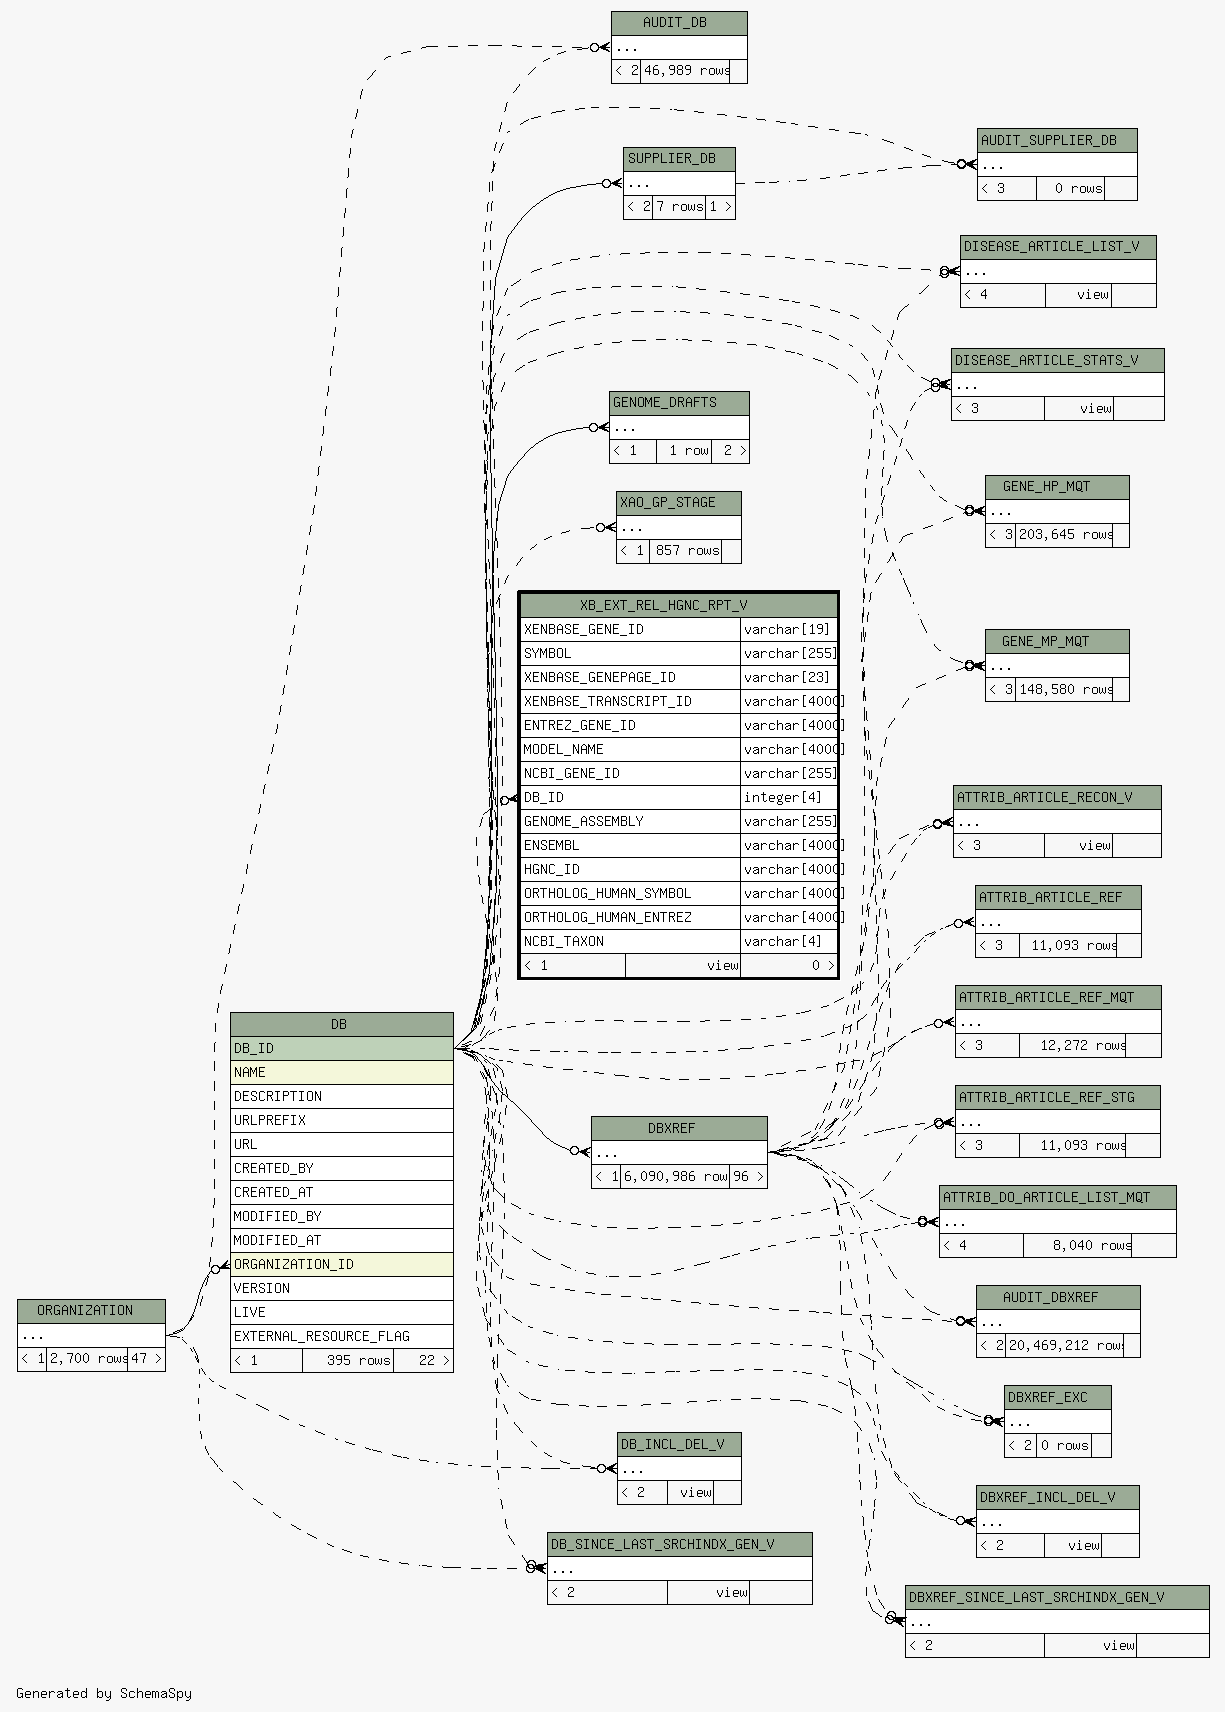 AUDIT_DB
...
< 2 46,989 rows
AUDIT_SUPPLIER_DB
...
< 3 0 rows
SUPPLIER_DB
...
< 2 7 rows 1 >
DISEASE_ARTICLE_LIST_V
...
< 4 view
DISEASE_ARTICLE_STATS_V
...
< 3 view
GENOME_DRAFTS
...
< 1 1 row 2 >
GENE_HP_MQT
...
< 3 203,645 rows
XAO_GP_STAGE
...
< 1 857 rows
XB_EXT_REL_HGNC_RPT_V
XENBASE_GENE_ID varchar[19]
SYMBOL varchar[255]
XENBASE_GENEPAGE_ID varchar[23]
XENBASE_TRANSCRIPT_ID varchar[4000]
ENTREZ_GENE_ID varchar[4000]
MODEL_NAME varchar[4000]
NCBI_GENE_ID varchar[255]
DB_ID integer[4]
GENOME_ASSEMBLY varchar[255]
ENSEMBL varchar[4000]
HGNC_ID varchar[4000]
ORTHOLOG_HUMAN_SYMBOL varchar[4000]
ORTHOLOG_HUMAN_ENTREZ varchar[4000]
NCBI_TAXON varchar[4]
< 1 view 0 >
GENE_MP_MQT
...
< 3 148,580 rows
ATTRIB_ARTICLE_RECON_V
...
< 3 view
ATTRIB_ARTICLE_REF
...
< 3 11,093 rows
ATTRIB_ARTICLE_REF_MQT
...
< 3 12,272 rows
DB
DB_ID
NAME
DESCRIPTION
URLPREFIX
URL
CREATED_BY
CREATED_AT
MODIFIED_BY
MODIFIED_AT
ORGANIZATION_ID
VERSION
LIVE
EXTERNAL_RESOURCE_FLAG
< 1 395 rows 22 >
ATTRIB_ARTICLE_REF_STG
...
< 3 11,093 rows
DBXREF
...
< 1 6,090,986 row 96 >
ATTRIB_DO_ARTICLE_LIST_MQT
...
< 4 8,040 rows
AUDIT_DBXREF
...
< 2 20,469,212 row
ORGANIZATION
...
< 1 2,700 rows 47 >
DBXREF_EXC
...
< 2 0 rows
DB_INCL_DEL_V
...
< 2 view
DBXREF_INCL_DEL_V
...
< 2 view
DB_SINCE_LAST_SRCHINDX_GEN_V
...
< 2 view
DBXREF_SINCE_LAST_SRCHINDX_GEN_V
...
< 2 view
Generated by SchemaSpy